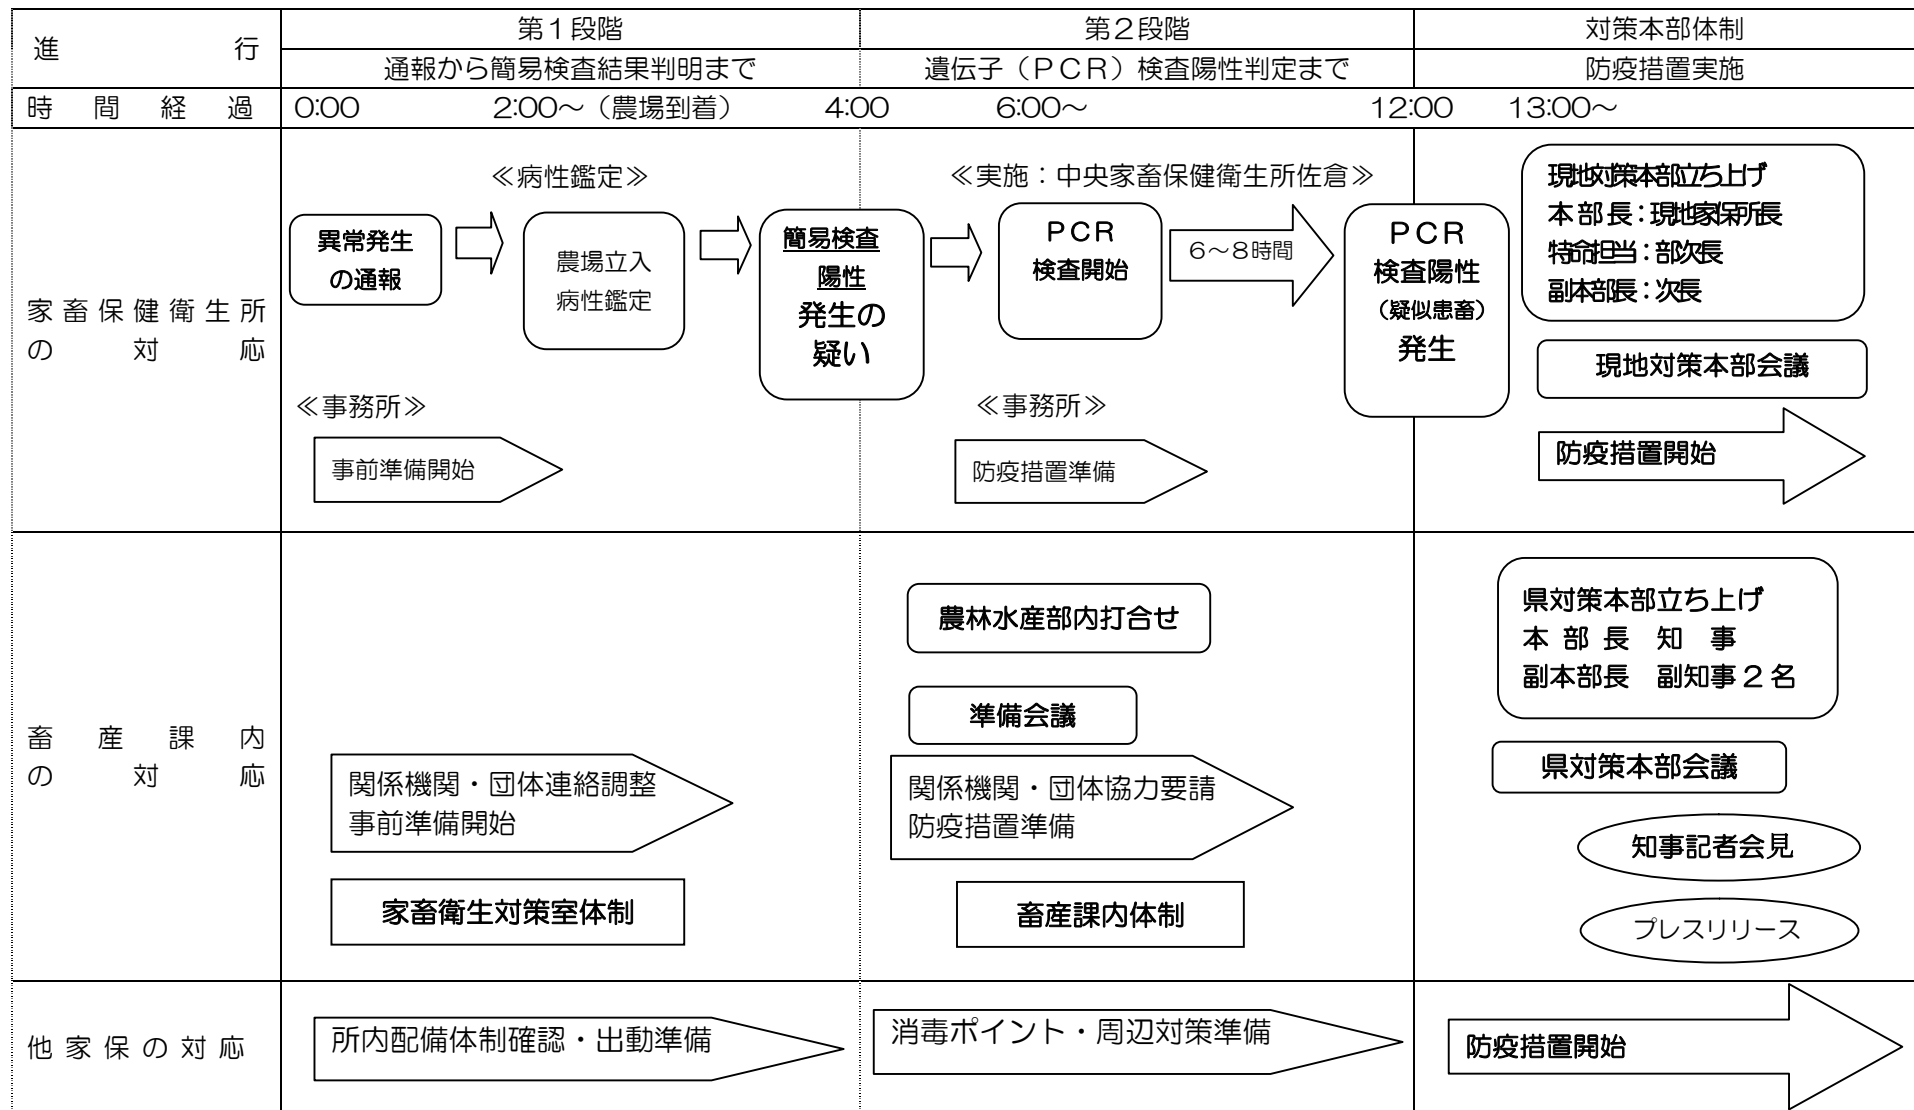 進行
第１段階
第２段階
対策本部体制
通報から簡易検査結果判明まで
遺伝子（ＰＣＲ）検査陽性判定まで
防疫措置実施
時間経過
0:00
2:00～（農場到着）
4:00
6:00～
12:00
13:00～
家畜保健衛生所
の対応
≪病性鑑定≫
≪実施：中央家畜保健衛生所佐倉≫
異常発生
の通報
農場立入
病性鑑定
簡易検査
陽性
発生の
疑い
ＰＣＲ
検査開始
６～８時間
ＰＣＲ
検査陽性
（疑似患畜）
発生
現地対策本部立ち上げ
本部長：現地家保所長
特命担当：部次長
副本部長：次長
現地対策本部会議
≪事務所≫
事前準備開始
≪事務所≫
防疫措置準備
防疫措置開始
畜産課内
の対応
関係機関・団体連絡調整
事前準備開始
家畜衛生対策室体制
農林水産部内打合せ
準備会議
関係機関・団体協力要請
防疫措置準備
畜産課内体制
県対策本部立ち上げ
本部長　知　事
副本部長　副知事２名
県対策本部会議
知事記者会見
プレスリリース
他家保の対応
所内配備体制確認・出動準備
消毒ポイント・周辺対策準備
防疫措置開始